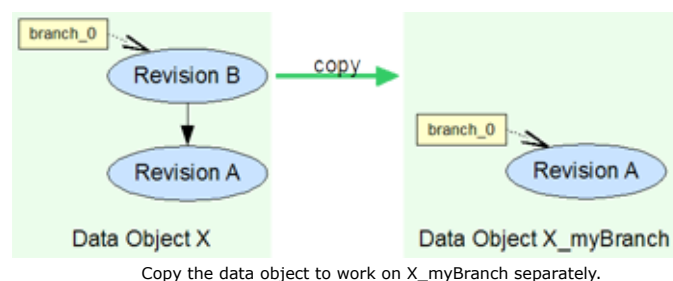 branch_0
Revision B
copy
branch_0
Revision A
Revision A
Data Object X
Data Object X_myBranch
Copy the data object to work on X_myBranch separately.